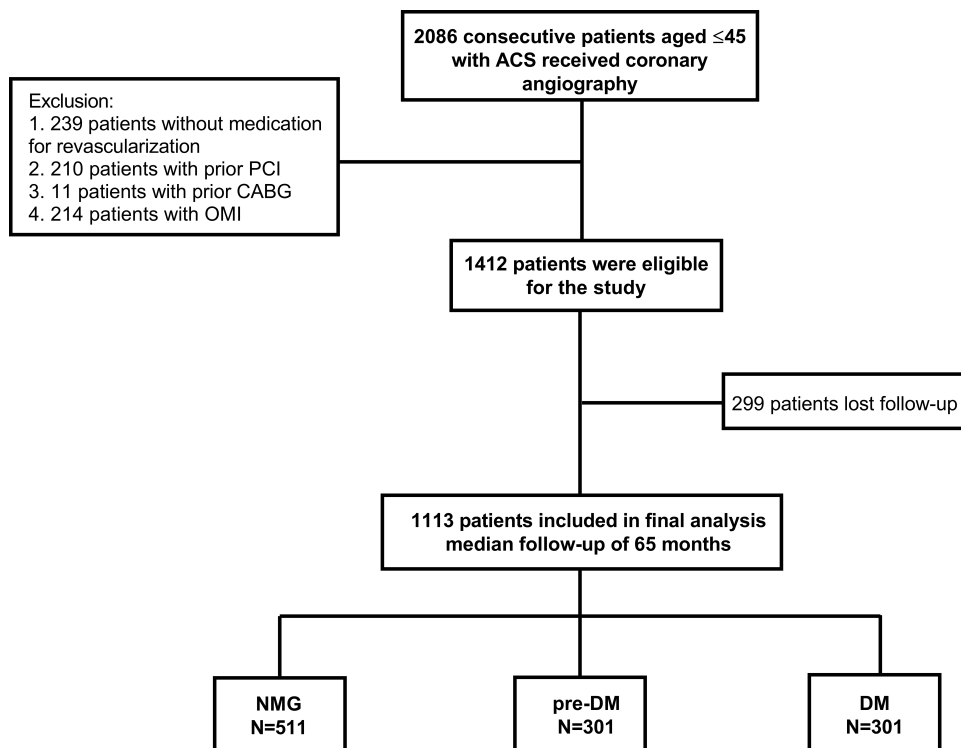 2086 consecutive patients aged ≤45
with ACS received coronary
angiography
Exclusion:
1. 239 patients without medication
for revascularization
2. 210 patients with prior PCI
3. 11 patients with prior CABG
4. 214 patients with OMI
1412 patients were eligible
for the study
299 patients lost follow-up
1113 patients included in final analysis
median follow-up of 65 months
NMG
N=511
pre-DM
N=301
DM
N=301